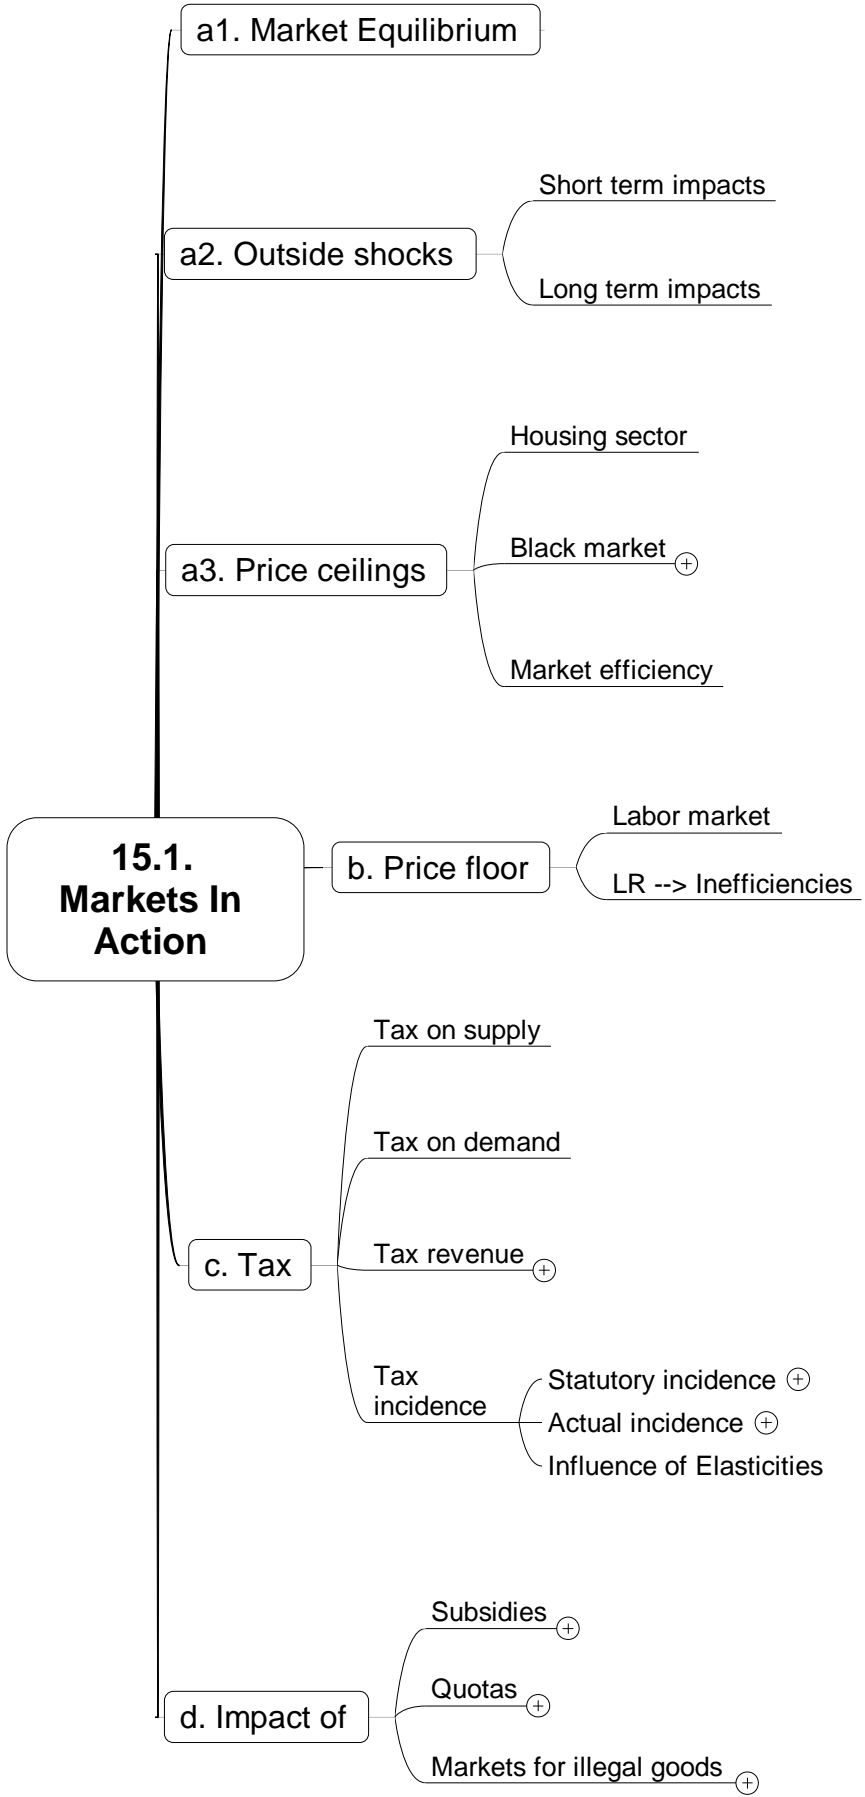 a1. Market Equilibrium
Short term impacts
a2. Outside shocks
Long term impacts
Housing sector
Black market
a3. Price ceilings
Market efficiency
15.1.
Markets In
Action
b. Price floor
Labor market
LR --> Inefficiencies
Tax on supply
Tax on demand
Tax revenue
c. Tax
Tax
incidence
Statutory incidence
Actual incidence
Influence of Elasticities
Subsidies
Quotas
d. Impact of
Markets for illegal goods